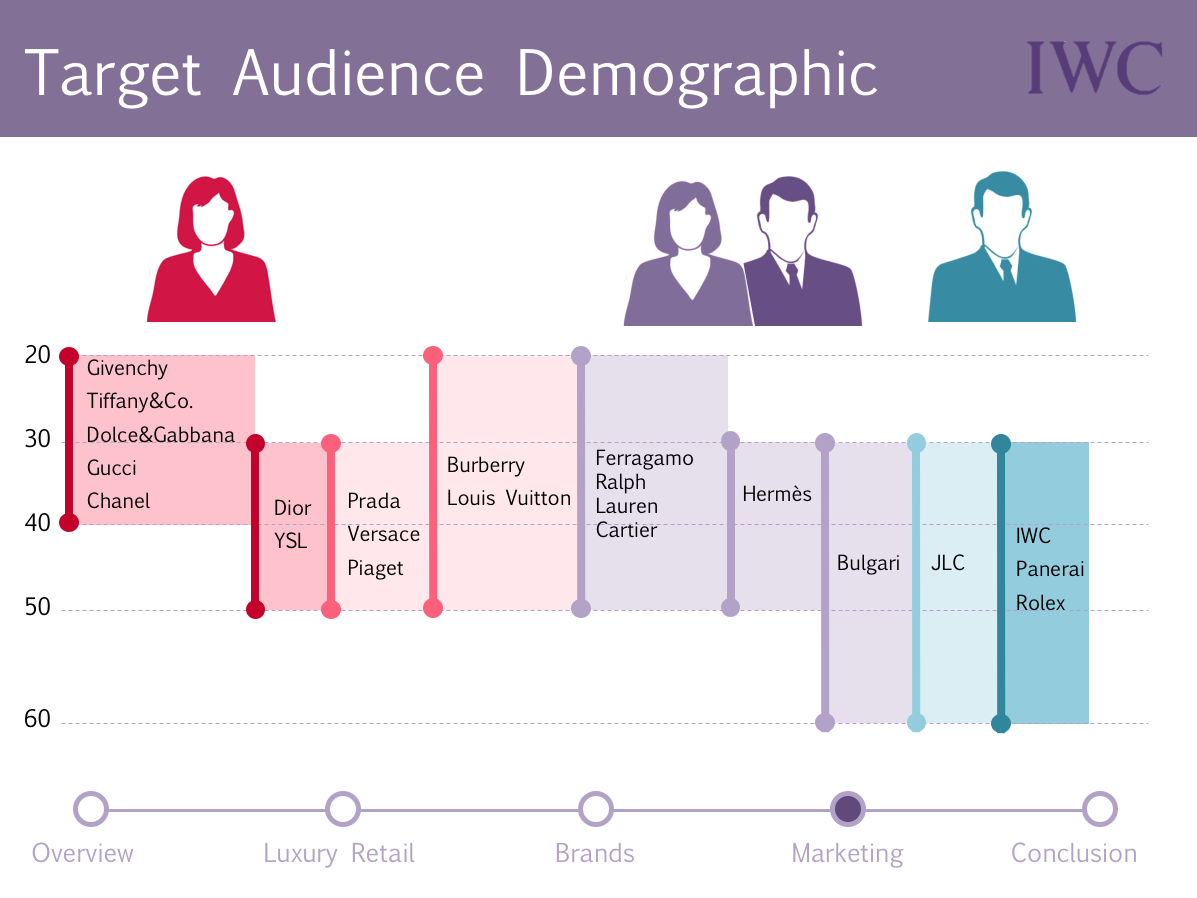 Target Audience Demographic
IWC
20
30
40
50
60
Givenchy
Tiffany&Co.
Dolce&Gabbana
Gucci
Chanel
Dior
YSL
Prada
Versace
Piaget
Burberry
Louis Vuitton
Ferragamo
Ralph
Lauren
Cartier
Hermès
Bulgari
JLC
IWC
Panerai
Rolex
Overview
Luxury Retail
Brands
Marketing
Conclusion